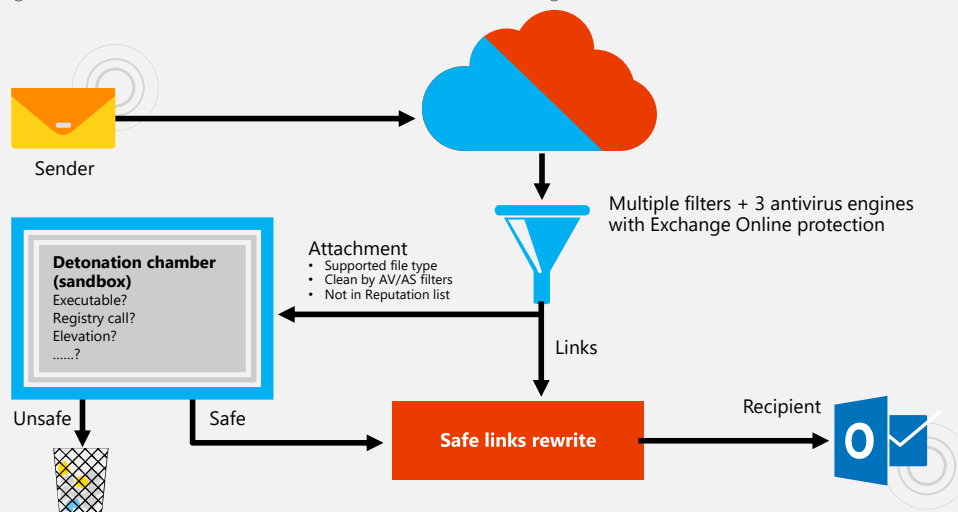 Sender
Multiple filters + 3 antivirus engines
with Exchange Online protection
Attachment
• Supported file type
• Clean by AV/AS filters
• Not in Reputation list
Detonation chamber
(sandbox)
Executable?
Registry call?
Elevation?
......?
Links
Unsafe
Safe
Safe links rewrite
Recipient
O